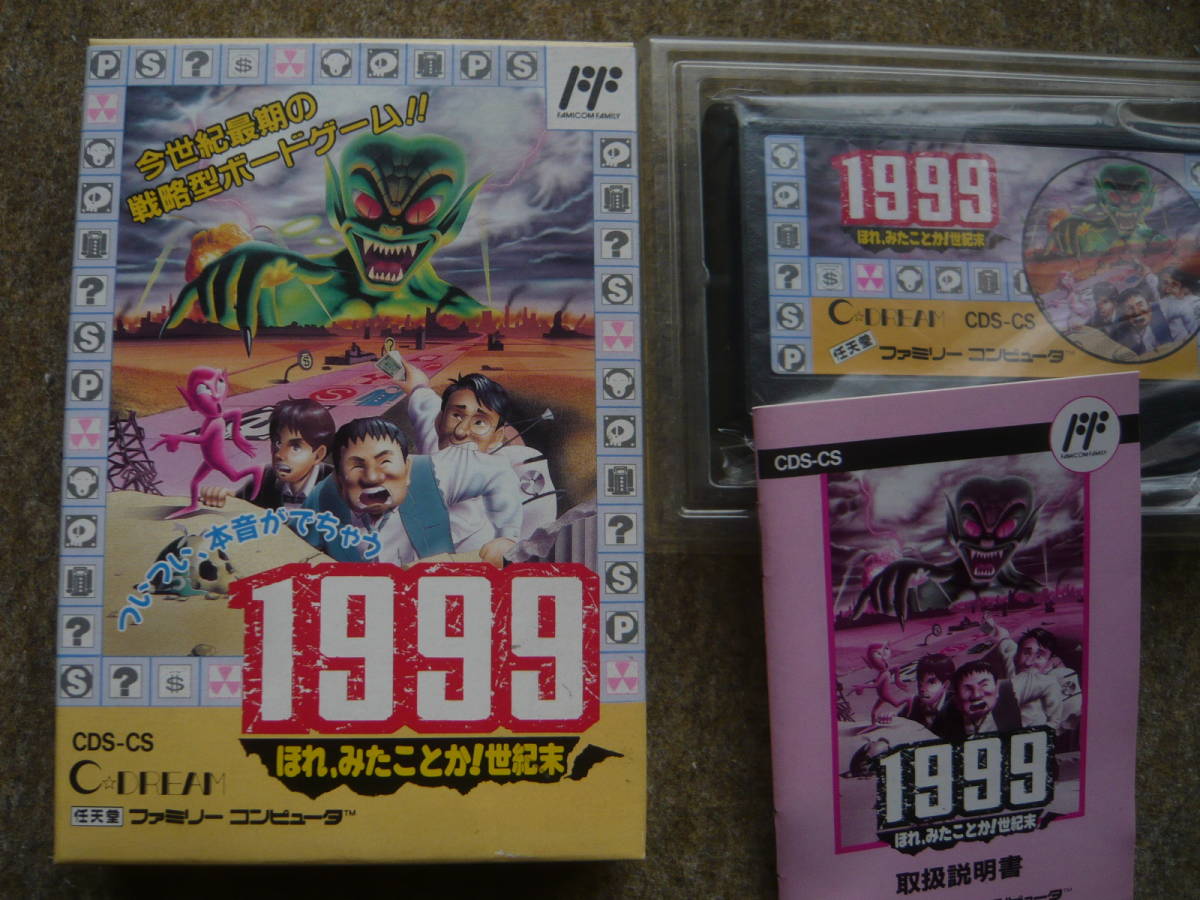 P S ? $ P S
FF
FAMICOM FAMILY
今世紀最期の
戦略型ボードゲーム!!
?
S
P
?
S
?
S
P
S ? $
つい、つい、本音がでちゃう
1999
ほれ,みたことか!世紀末
CDS-CS
C☆DREAM
任天堂 ファミリー コンピュータ™
1999
ほれ,みたことか!世紀末
? $
S
P
C☆DREAM CDS-CS
任天堂 ファミリー コンピュータ™
CDS-CS
FF
FAMICOM FAMILY
1999
ほれ,みたことか!世紀末
取扱説明書